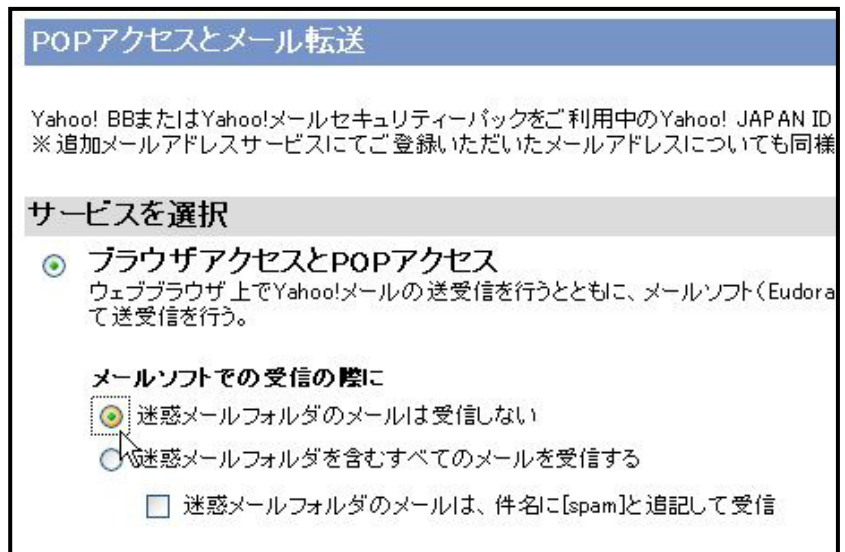 POPアクセスとメール転送
Yahoo! BBまたはYahoo!メールセキュリティーパックをご利用中のYahoo! JAPAN ID
※追加メールアドレスサービスにてご登録いただいたメールアドレスについても同様
サービスを選択
ブラウザアクセスとPOPアクセス
ウェブブラウザ上でYahoo!メールの送受信を行うとともに、メールソフト(Eudora
て送受信を行う。
メールソフトでの受信の際に
迷惑メールフォルダのメールは受信しない
迷惑メールフォルダを含むすべてのメールを受信する
迷惑メールフォルダのメールは、件名に[spam]と追記して受信